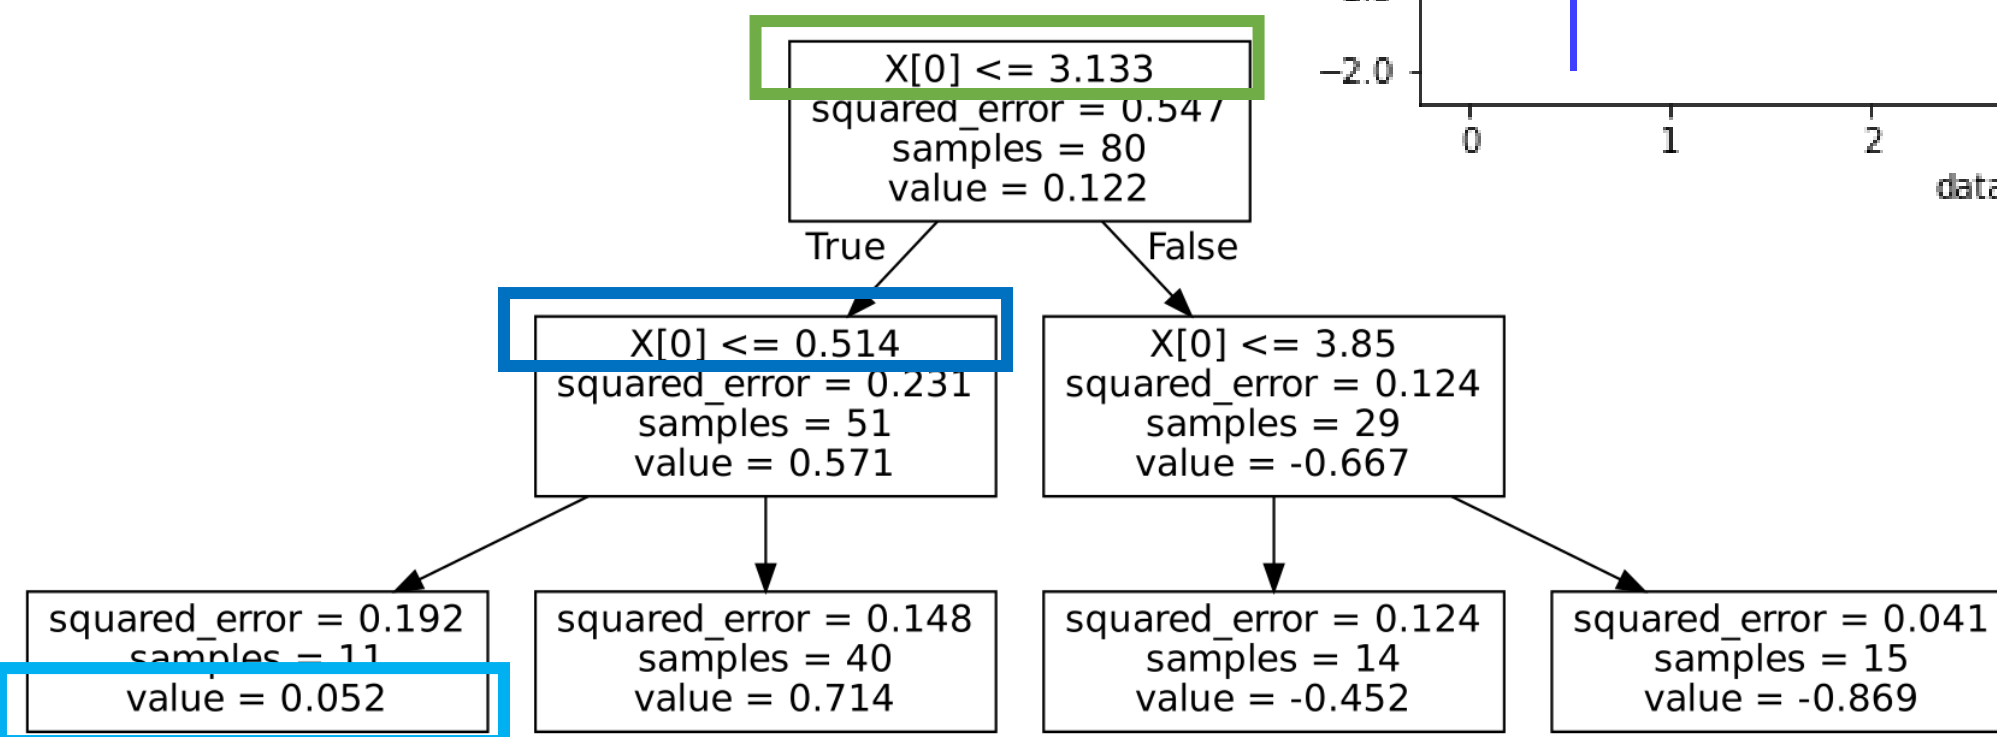 X[0] <= 3.133
squared_error = 0.547
samples = 80
value = 0.122
−2.0
0 1 2
True False
X[0] <= 0.514
squared_error = 0.231
samples = 51
value = 0.571
X[0] <= 3.85
squared_error = 0.124
samples = 29
value = -0.667
squared_error = 0.192
samples = 11
value = 0.052
squared_error = 0.148
samples = 40
value = 0.714
squared_error = 0.124
samples = 14
value = -0.452
squared_error = 0.041
samples = 15
value = -0.869